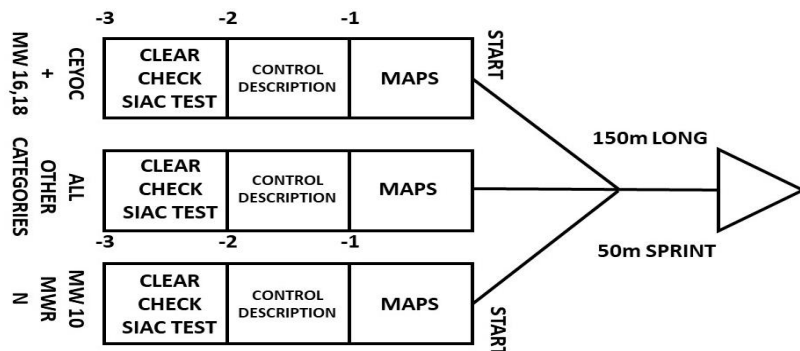 -3 -2 -1
CEYOC
+
MW 16,18
CLEAR
CHECK
SIAC TEST
CONTROL
DESCRIPTION
MAPS
START
ALL
OTHER
CATEGORIES
CLEAR
CHECK
SIAC TEST
CONTROL
DESCRIPTION
MAPS
150m LONG
50m SPRINT
-3 -2 -1
MW 10
MWR
N
CLEAR
CHECK
SIAC TEST
CONTROL
DESCRIPTION
MAPS
START